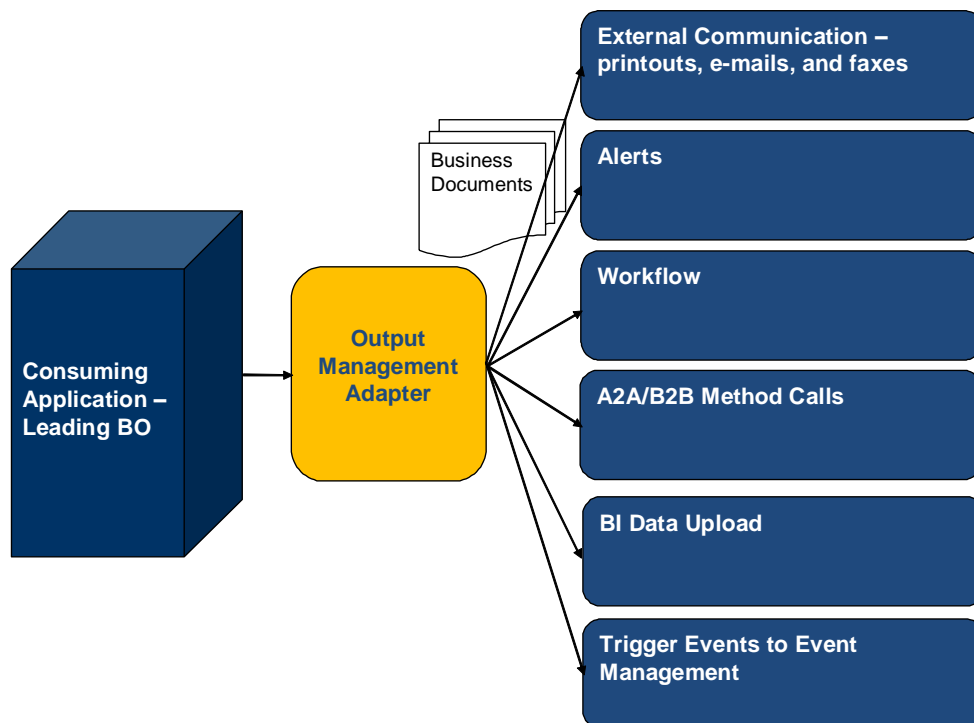 External Communication –
printouts, e-mails, and faxes
Business
Documents
Alerts
Workflow
Output
Management
Adapter
Consuming
Application –
Leading BO
A2A/B2B Method Calls
BI Data Upload
Trigger Events to Event
Management